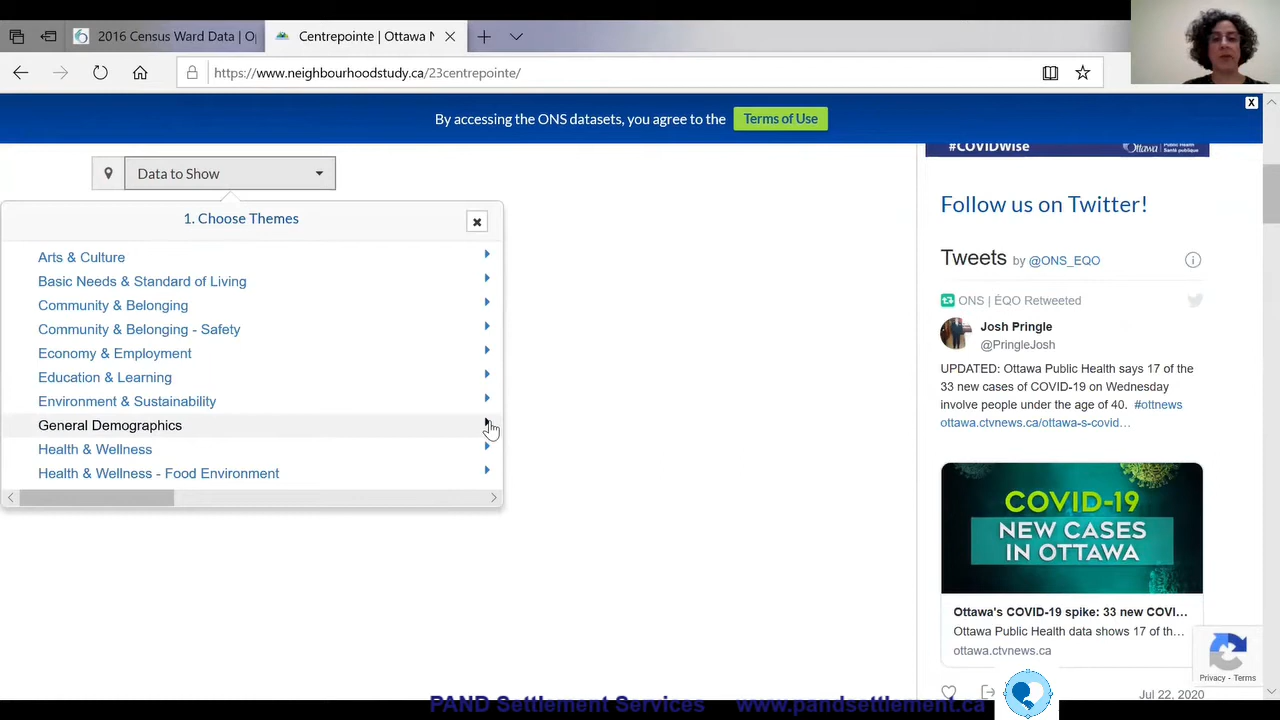 2016 Census Ward Data | O
Centrepointe | Ottawa N
https://www.neighbourhoodstudy.ca/23centrepointe/
By accessing the ONS datasets, you agree to the Terms of Use
X
Data to Show
1. Choose Themes
Arts & Culture
Basic Needs & Standard of Living
Community & Belonging
Community & Belonging - Safety
Economy & Employment
Education & Learning
Environment & Sustainability
General Demographics
Health & Wellness
Health & Wellness - Food Environment
#COVIDWise
Ottawa
Public Health
Santé publique
Follow us on Twitter!
Tweets by @ONS_EQO
ONS | ÉQO Retweeted
Josh Pringle
@PringleJosh
UPDATED: Ottawa Public Health says 17 of the
33 new cases of COVID-19 on Wednesday
involve people under the age of 40. #ottnews
ottawa.ctvnews.ca/ottawa-s-covid…
COVID-19
NEW CASES
IN OTTAWA
Ottawa's COVID-19 spike: 33 new COVI...
Ottawa Public Health data shows 17 of th...
ottawa.ctvnews.ca
Privacy - Terms
Jul 22, 2020
PAND Settlement Services www.pandsettlement.ca